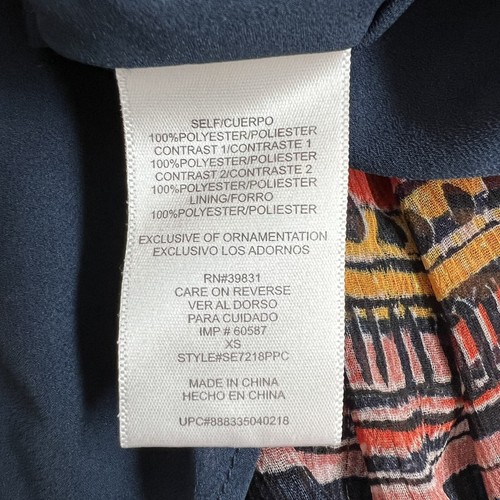 SELF/CUERPO
100%POLYESTER/POLIESTER
CONTRAST 1/CONTRASTE 1
100%POLYESTER/POLIESTER
CONTRAST 2/CONTRASTE 2
100%POLYESTER/POLIESTER
LINING/FORRO
100%POLYESTER/POLIESTER
EXCLUSIVE OF ORNAMENTATION
EXCLUSIVO LOS ADORNOS
RN#39831
CARE ON REVERSE
VER AL DORSO
PARA CUIDADO
IMP # 60587
XS
STYLE#SE7218PPC
MADE IN CHINA
HECHO EN CHINA
UPC#888335040218